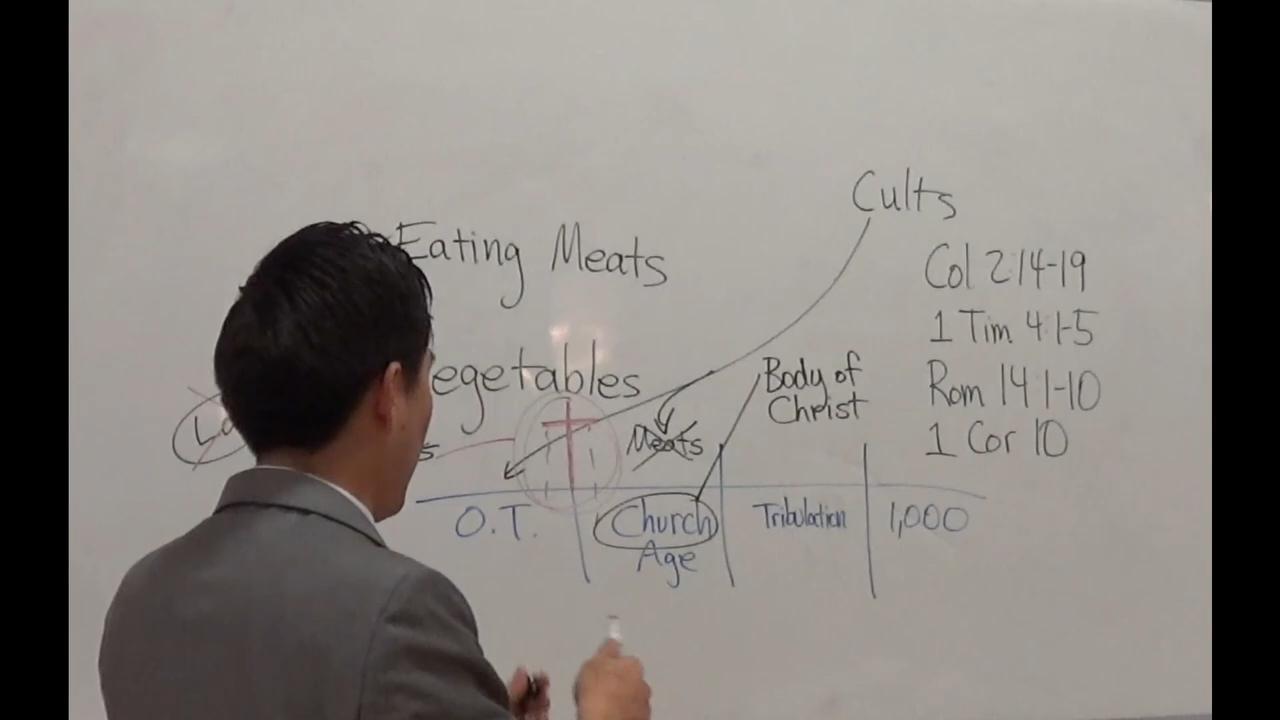 Cults
Eating Meats
Col 2:14-19
1 Tim 4:1-5
egetables
Body of
Christ
Rom 14:1-10
Meats
1 Cor 10
O.T.
Church
Age
Tribulation
1,000